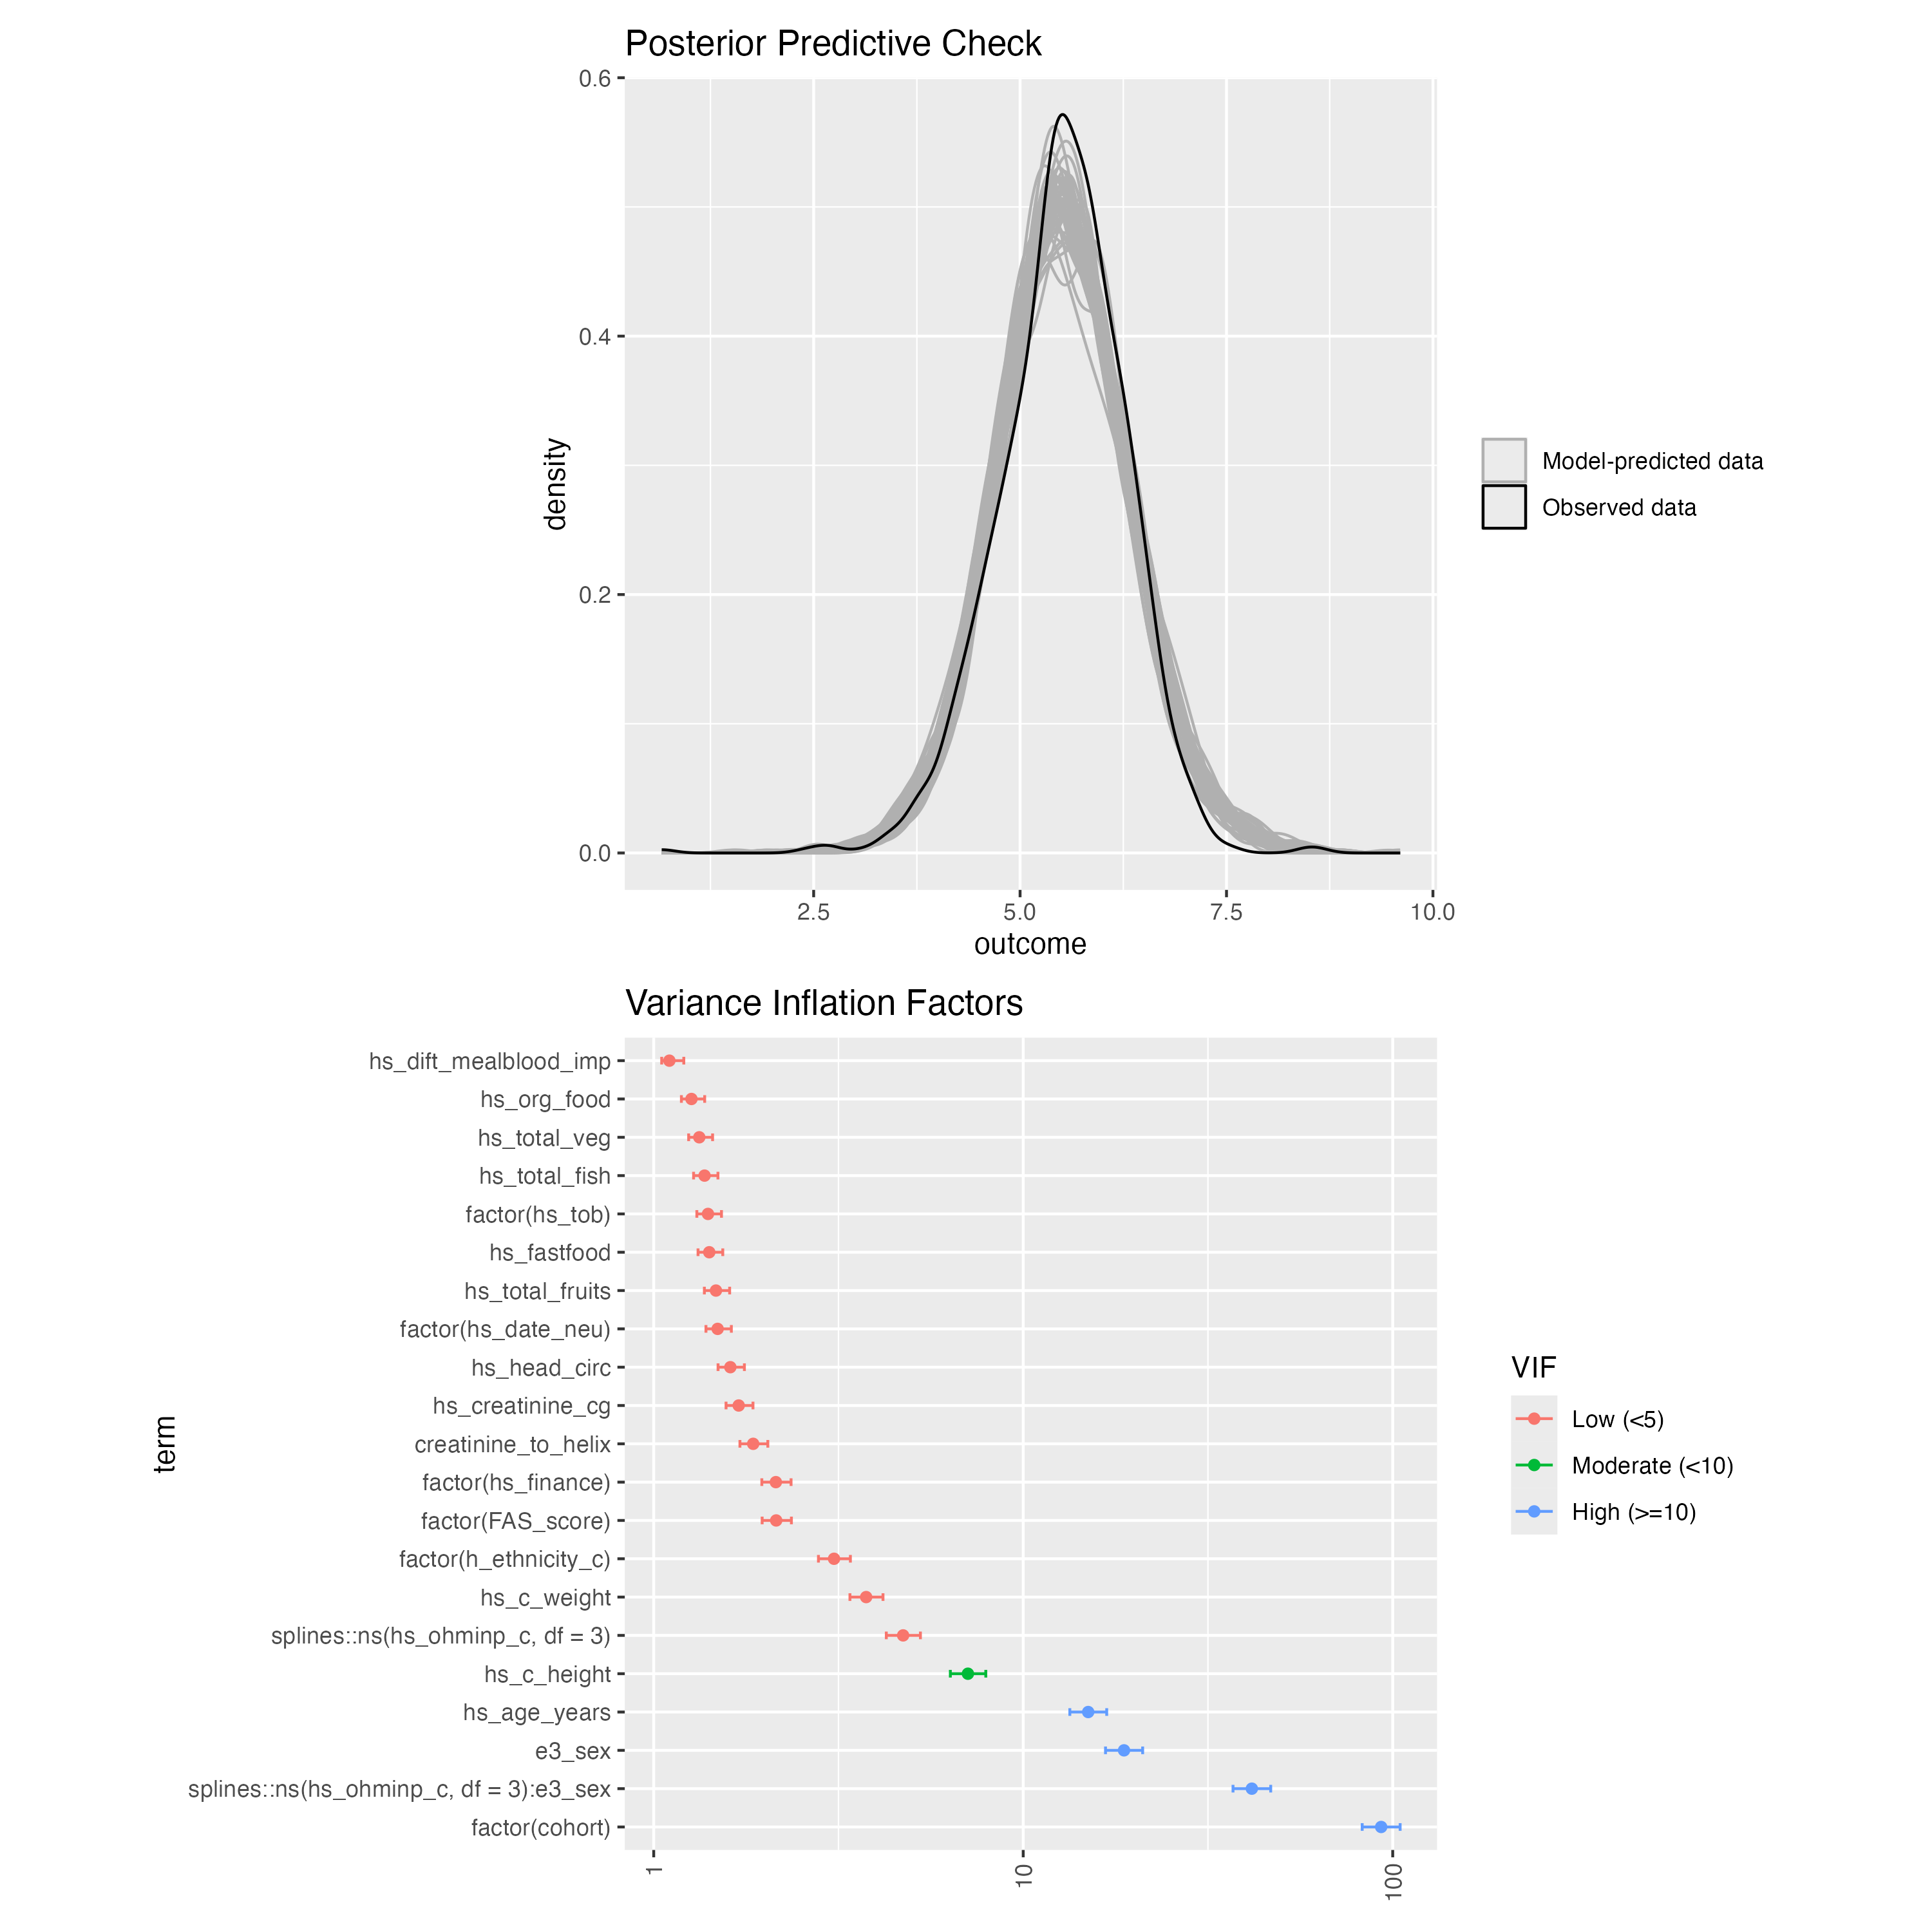 Posterior Predictive Check
0.6
0.4
0.2
0.0
density
2.5 5.0 7.5 10.0
outcome
Model-predicted data
Observed data
Variance Inflation Factors
hs_dift_mealblood_imp
hs_org_food
hs_total_veg
hs_total_fish
factor(hs_tob)
hs_fastfood
hs_total_fruits
factor(hs_date_neu)
hs_head_circ
hs_creatinine_cg
creatinine_to_helix
factor(hs_finance)
factor(FAS_score)
factor(h_ethnicity_c)
hs_c_weight
splines::ns(hs_ohminp_c, df = 3)
hs_c_height
hs_age_years
e3_sex
splines::ns(hs_ohminp_c, df = 3):e3_sex
factor(cohort)
term
1 10 100
VIF
Low (<5)
Moderate (<10)
High (>=10)